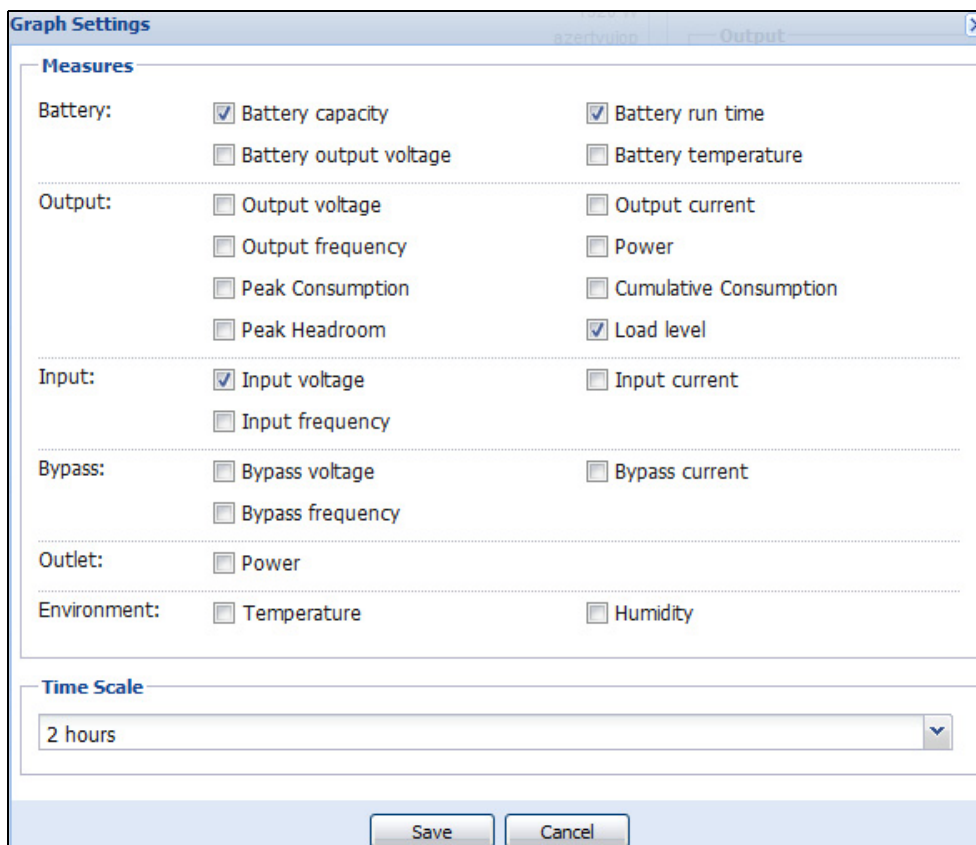 Graph Settings
azertyuiop
Output
Measures
Battery:
Battery capacity
Battery run time
Battery output voltage
Battery temperature
Output:
Output voltage
Output current
Output frequency
Power
Peak Consumption
Cumulative Consumption
Peak Headroom
Load level
Input:
Input voltage
Input current
Input frequency
Bypass:
Bypass voltage
Bypass current
Bypass frequency
Outlet:
Power
Environment:
Temperature
Humidity
Time Scale
2 hours
Save
Cancel